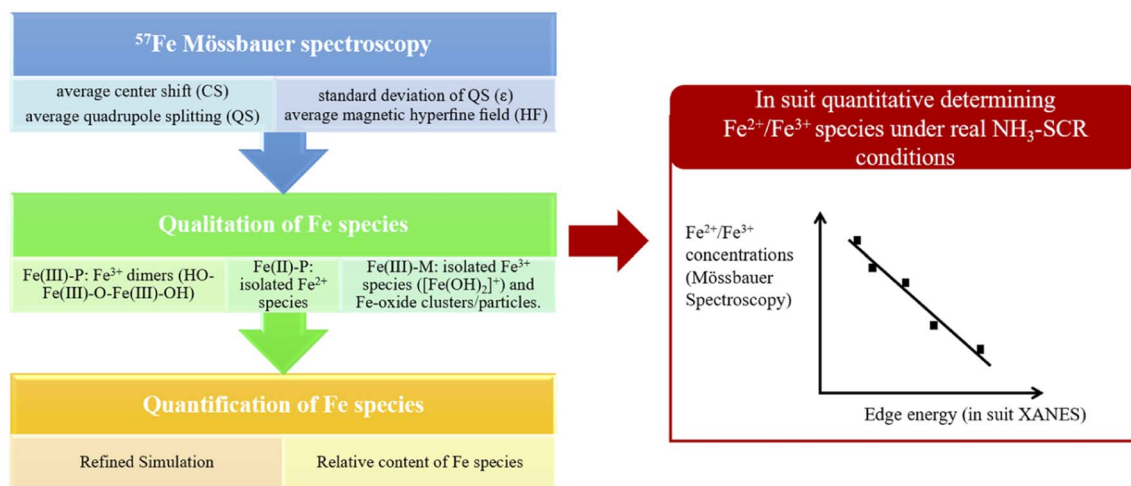 ⁵⁷Fe Mössbauer spectroscopy
average center shift (CS)
average quadrupole splitting (QS)
standard deviation of QS (ε)
average magnetic hyperfine field (HF)
Qualitation of Fe species
Fe(III)-P: Fe³⁺ dimers (HO-
Fe(III)-O-Fe(III)-OH)
Fe(II)-P:
isolated Fe²⁺
species
Fe(III)-M: isolated Fe³⁺
species ([Fe(OH)₂]⁺) and
Fe-oxide clusters/particles.
Quantification of Fe species
Refined Simulation
Relative content of Fe species
In suit quantitative determining
Fe²⁺/Fe³⁺ species under real NH₃-SCR
conditions
Fe²⁺/Fe³⁺
concentrations
(Mössbauer
Spectroscopy)
Edge energy (in suit XANES)